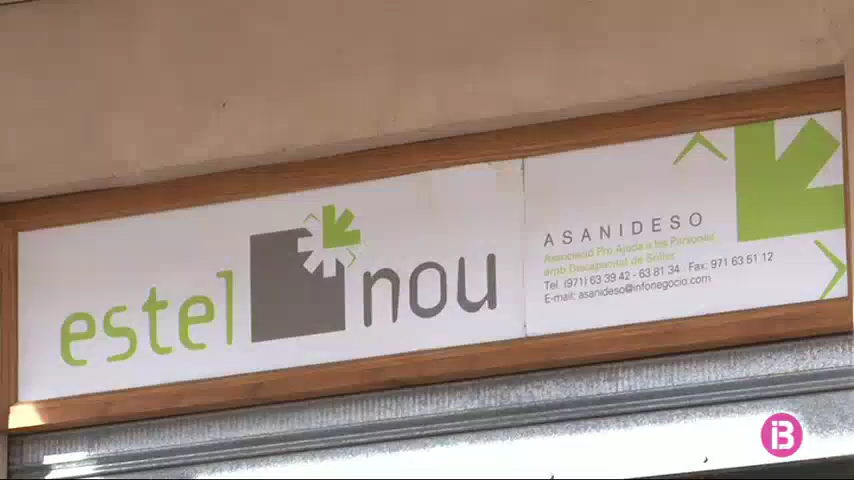 estel nou
ASANIDESO
Associació Pro Ajuda a les Persones
amb Discapacitat de Sóller
Tel. (971) 63 39 42 - 63 81 34 Fax: 971 63 51 12
E-mail: asanideso@infonegocio.com
iB3